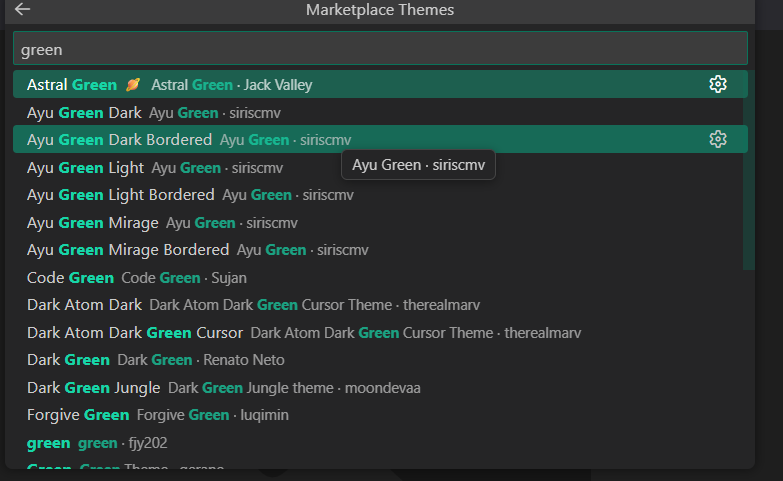 Marketplace Themes
green
Astral Green 🪐 Astral Green · Jack Valley
Ayu Green Dark Ayu Green · siriscmv
Ayu Green Dark Bordered Ayu Green · siriscmv
Ayu Green · siriscmv
Ayu Green Light Ayu Green · siriscmv
Ayu Green Light Bordered Ayu Green · siriscmv
Ayu Green Mirage Ayu Green · siriscmv
Ayu Green Mirage Bordered Ayu Green · siriscmv
Code Green Code Green · Sujan
Dark Atom Dark Dark Atom Dark Green Cursor Theme · therealmarv
Dark Atom Dark Green Cursor Dark Atom Dark Green Cursor Theme · therealmarv
Dark Green Dark Green · Renato Neto
Dark Green Jungle Dark Green Jungle theme · moondevaa
Forgive Green Forgive Green · luqimin
green green · fjy202
Green Green Theme ·